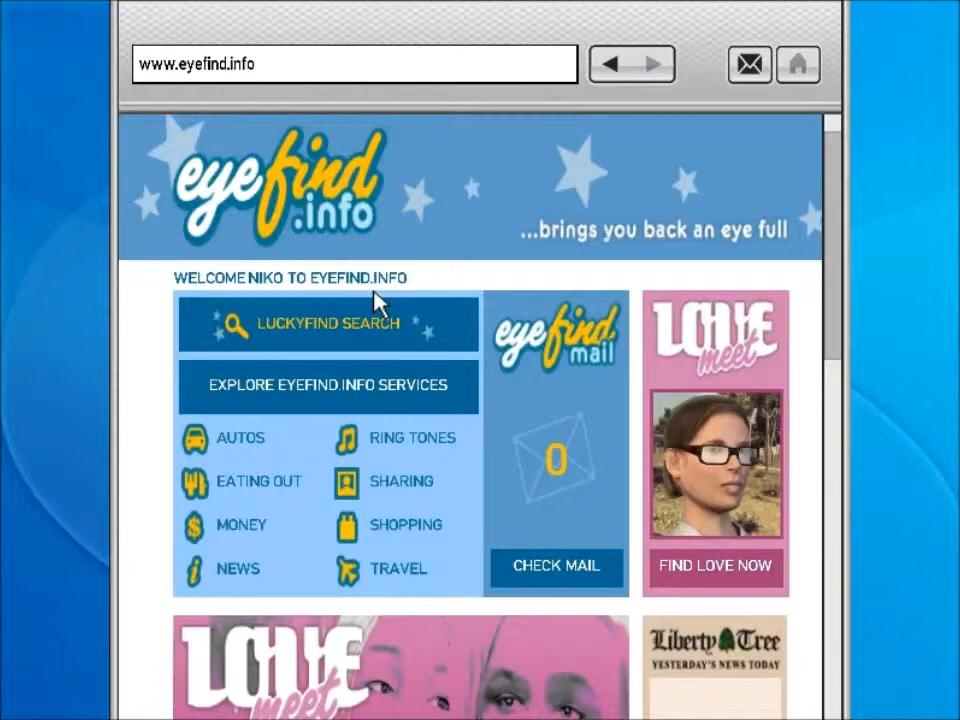 www.eyefind.info
eyefind
.info
...brings you back an eye full
WELCOME NIKO TO EYEFIND.INFO
LUCKYFIND SEARCH
EXPLORE EYEFIND.INFO SERVICES
AUTOS
RING TONES
EATING OUT
SHARING
MONEY
SHOPPING
NEWS
TRAVEL
eyefind
mail
0
CHECK MAIL
LOVE
meet
FIND LOVE NOW
LOVE
meet
Liberty Tree
YESTERDAY'S NEWS TODAY